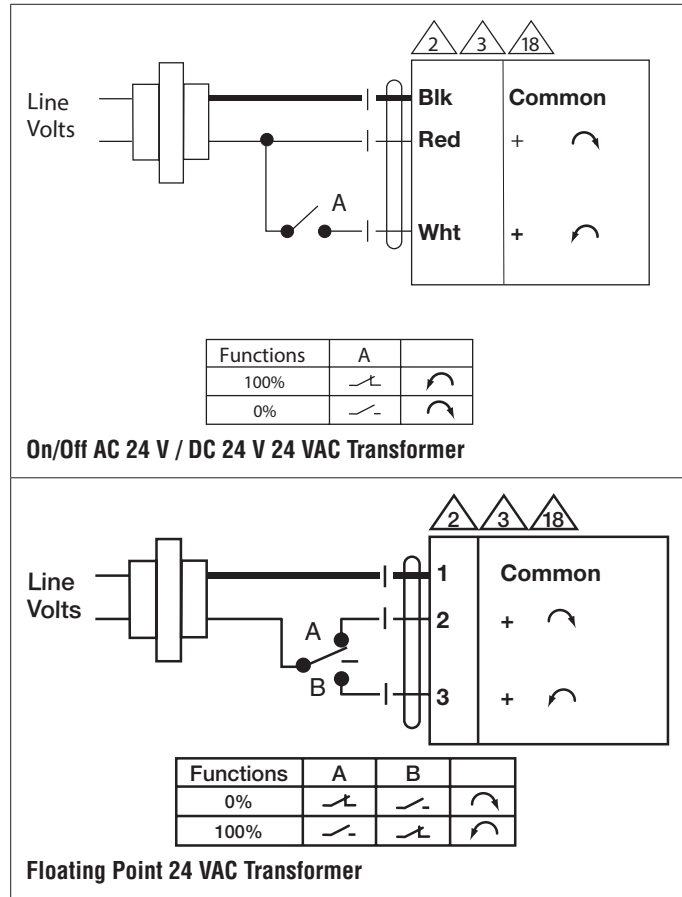 2 3 18
Line
Volts
Blk Common
Red +
A
Wht +
Functions A
100%
0%
On/Off AC 24 V / DC 24 V 24 VAC Transformer
2 3 18
Line
Volts
1 Common
A 2 +
B 3 +
Functions A B
0%
100%
Floating Point 24 VAC Transformer